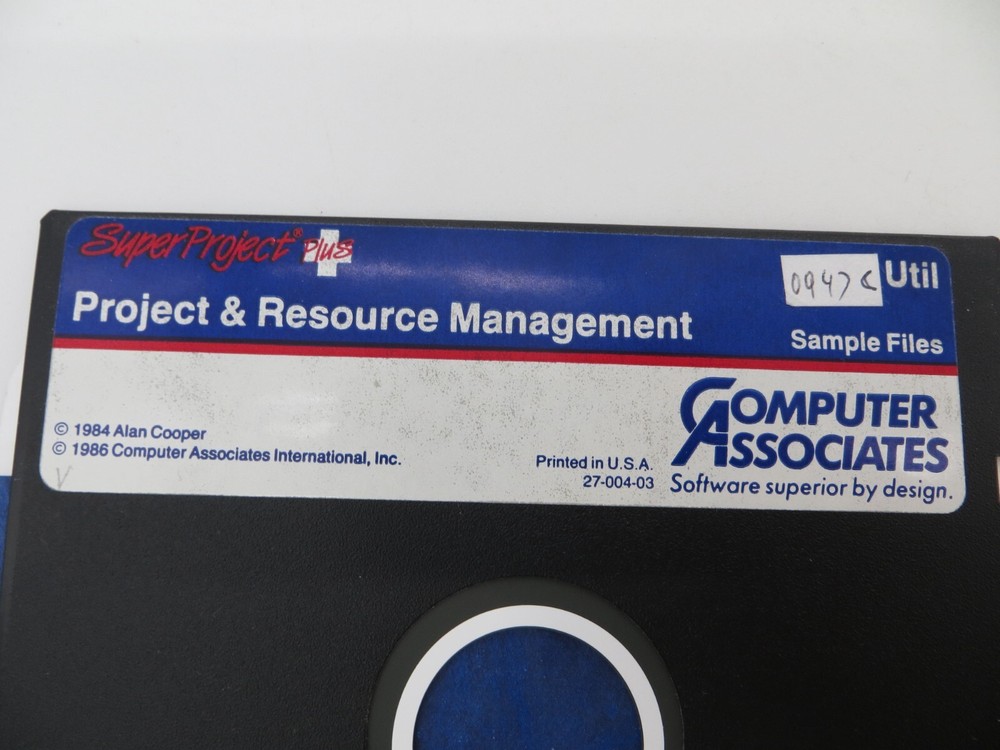 SuperProject® Plus
Project & Resource Management
0947c
Util
Sample Files
© 1984 Alan Cooper
© 1986 Computer Associates International, Inc.
Printed in U.S.A.
27-004-03
COMPUTER
ASSOCIATES
Software superior by design.